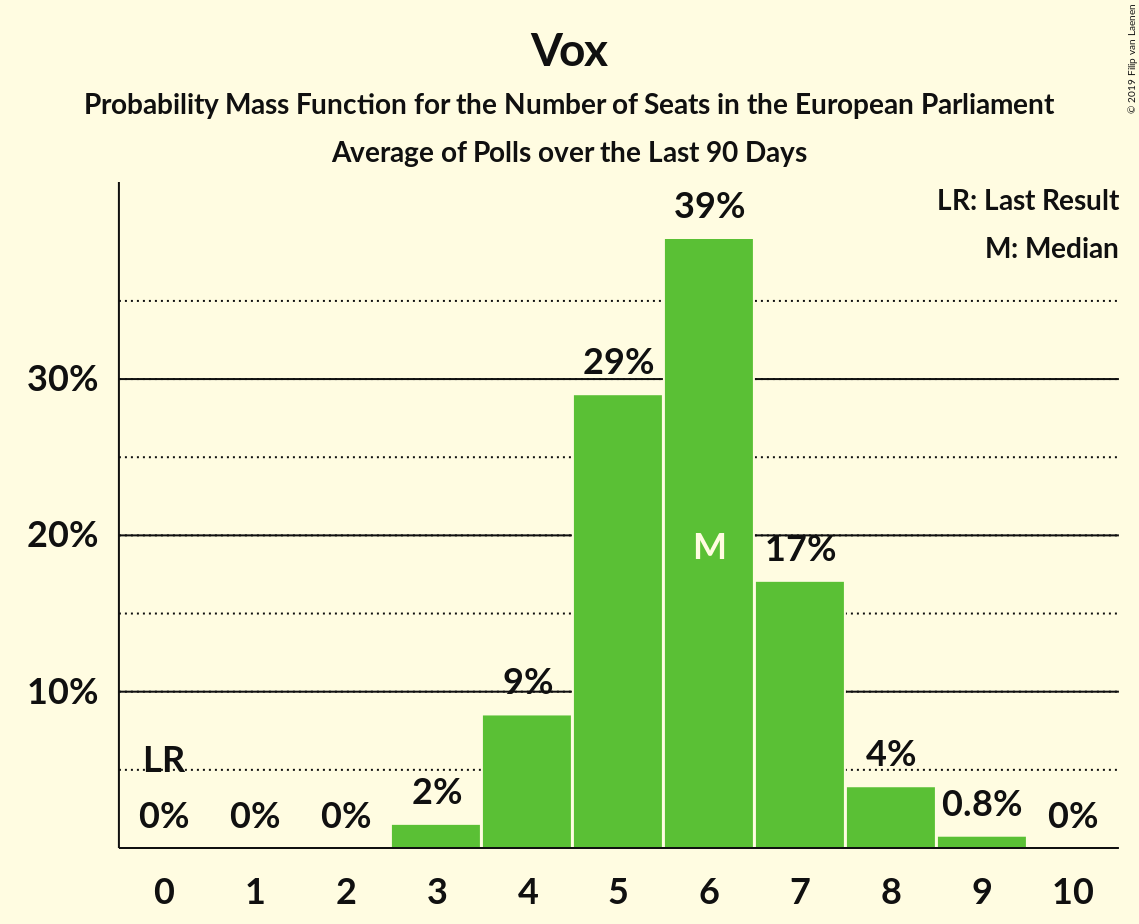 Vox
Probability Mass Function for the Number of Seats in the European Parliament
Average of Polls over the Last 90 Days
© 2019 Filip van Laenen
LR: Last Result
M: Median
39%
29%
30%
20%
M
17%
9%
10%
LR
4%
2%
0.8%
0% 0% 0% 0%
0 1 2 3 4 5 6 7 8 9 10